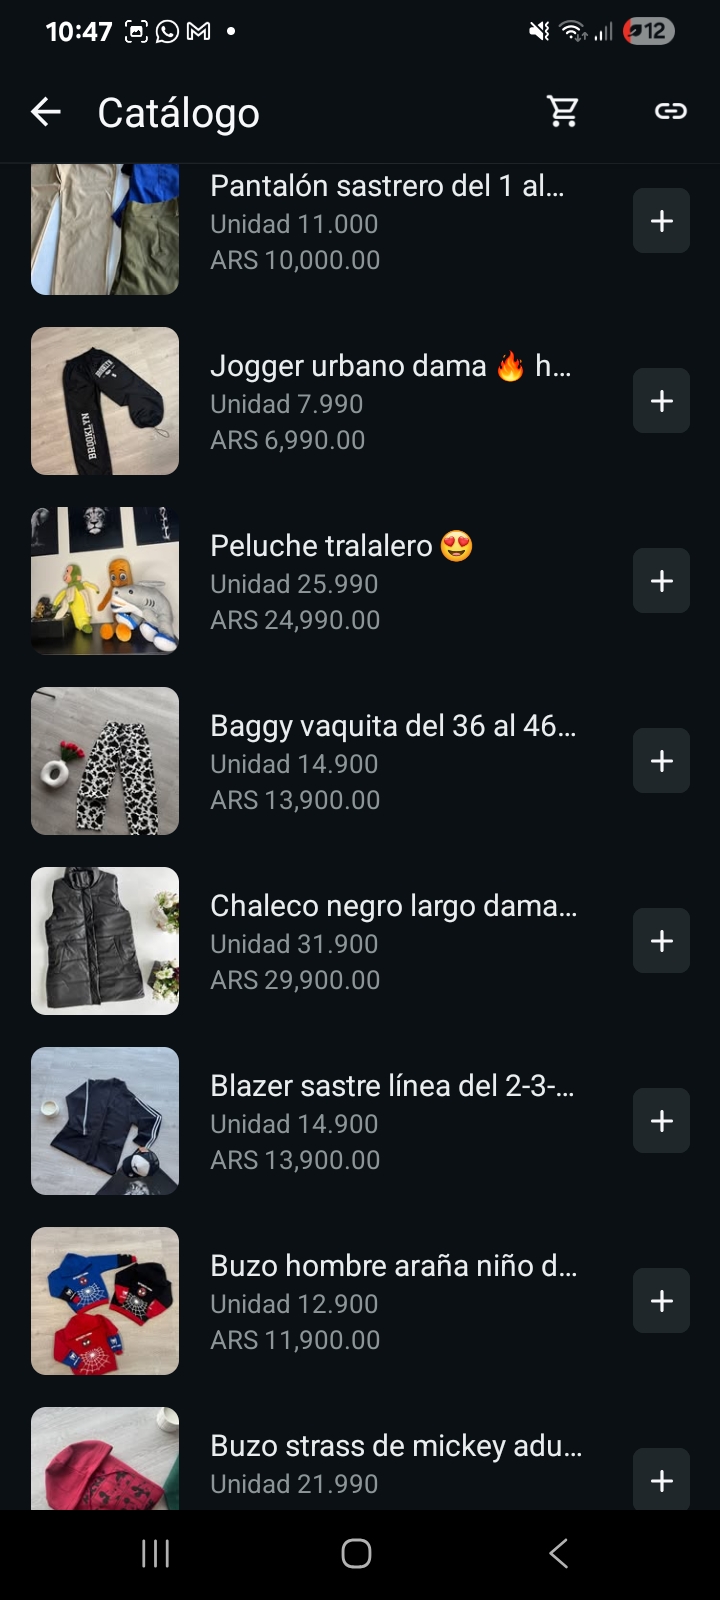 10:47
12
Catálogo
Pantalón sastrero del 1 al...
Unidad 11.000
ARS 10,000.00
Jogger urbano dama 🔥 h...
Unidad 7.990
ARS 6,990.00
BROOKLYN
Peluche tralalero 😍
Unidad 25.990
ARS 24,990.00
Baggy vaquita del 36 al 46...
Unidad 14.900
ARS 13,900.00
Chaleco negro largo dama...
Unidad 31.900
ARS 29,900.00
Blazer sastre línea del 2-3-...
Unidad 14.900
ARS 13,900.00
Buzo hombre araña niño d...
Unidad 12.900
ARS 11,900.00
Buzo strass de mickey adu...
Unidad 21.990